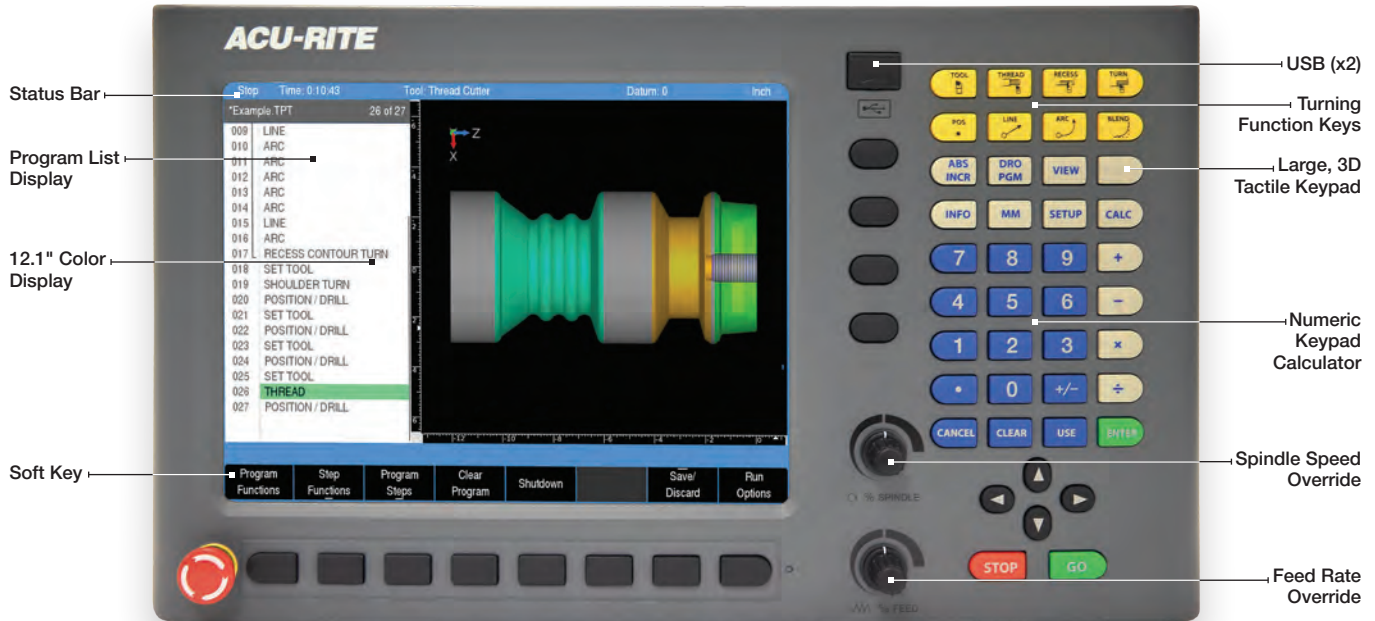 ACU-RITE
Status Bar
Program List
Display
12.1" Color
Display
Soft Key
Stop Time: 0:10:43 Tool: Thread Cutter Datum: 0 Inch
*Example.TPT 26 of 27
009 LINE
010 ARC
011 ARC
012 ARC
013 ARC
014 ARC
015 LINE
016 ARC
017 RECESS CONTOUR TURN
018 SET TOOL
019 SHOULDER TURN
020 POSITION / DRILL
021 SET TOOL
022 POSITION / DRILL
023 SET TOOL
024 POSITION / DRILL
025 SET TOOL
026 THREAD
027 POSITION / DRILL
Z
X
-12 -10 -8 -6 -4 -2 0
Program
Functions
Step
Functions
Program
Steps
Clear
Program
Shutdown
Save/
Discard
Run
Options
TOOL THREAD RECESS TURN
POS LINE ARC BLEND
ABS
INCR
DRO
PGM
VIEW
INFO MM SETUP CALC
7 8 9 +
4 5 6 −
1 2 3 ×
• 0 +/− ÷
CANCEL CLEAR USE ENTER
% SPINDLE
STOP GO
% FEED
USB (x2)
Turning
Function Keys
Large, 3D
Tactile Keypad
Numeric
Keypad
Calculator
Spindle Speed
Override
Feed Rate
Override